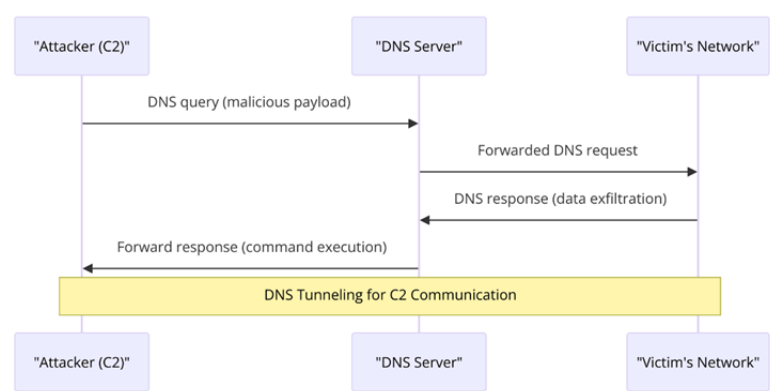 "Attacker (C2)" "DNS Server" "Victim's Network"
DNS query (malicious payload)
Forwarded DNS request
DNS response (data exfiltration)
Forward response (command execution)
DNS Tunneling for C2 Communication
"Attacker (C2)" "DNS Server" "Victim's Network"